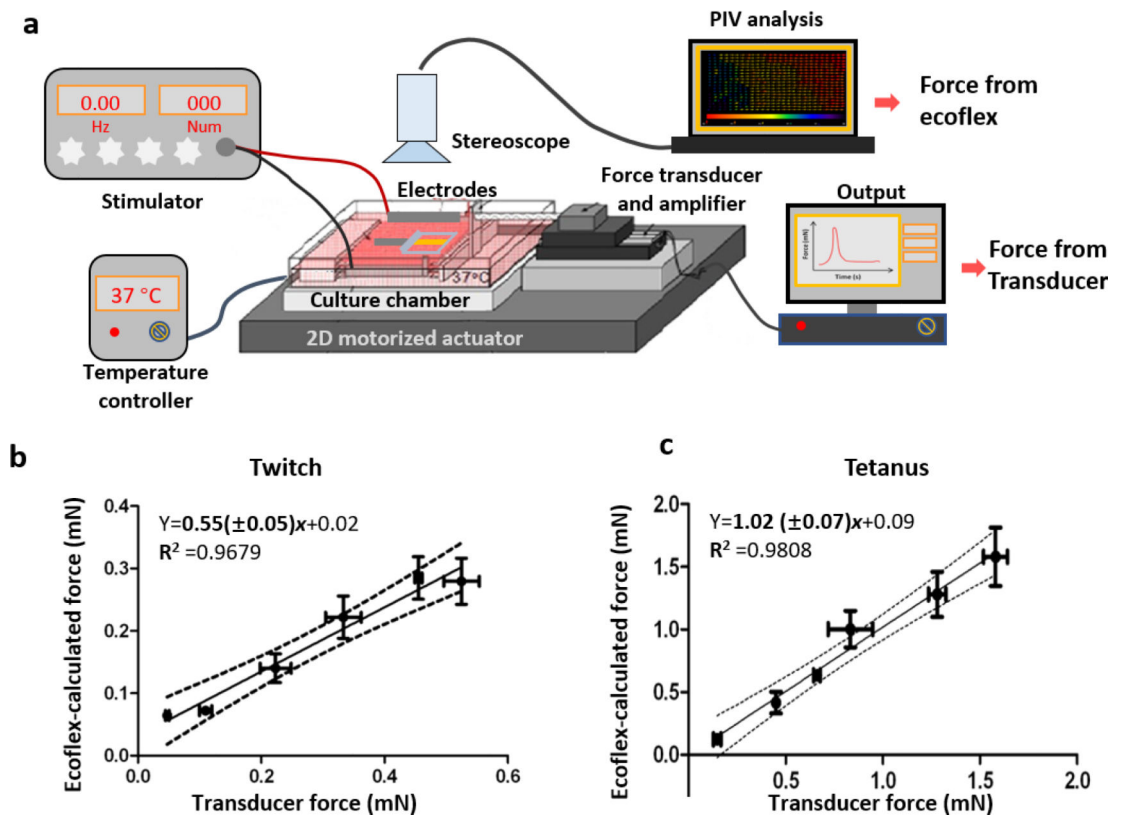 a
PIV analysis
0.00
000
Hz
Num
Stimulator
Stereoscope
Force from
ecoflex
Electrodes
Force transducer
and amplifier
Output
Force (mN)
Time (s)
Force from
Transducer
37 °C
37°C
Culture chamber
2D motorized actuator
Temperature
controller
b
Twitch
Y=0.55(±0.05)x+0.02
R² =0.9679
Ecoflex-calculated force (mN)
0.4
0.3
0.2
0.1
0.0
0.0
0.2
0.4
0.6
Transducer force (mN)
c
Tetanus
Y=1.02 (±0.07)x+0.09
R² =0.9808
Ecoflex-calculated force (mN)
2.0
1.5
1.0
0.5
0.0
0.5
1.0
1.5
2.0
Transducer force (mN)